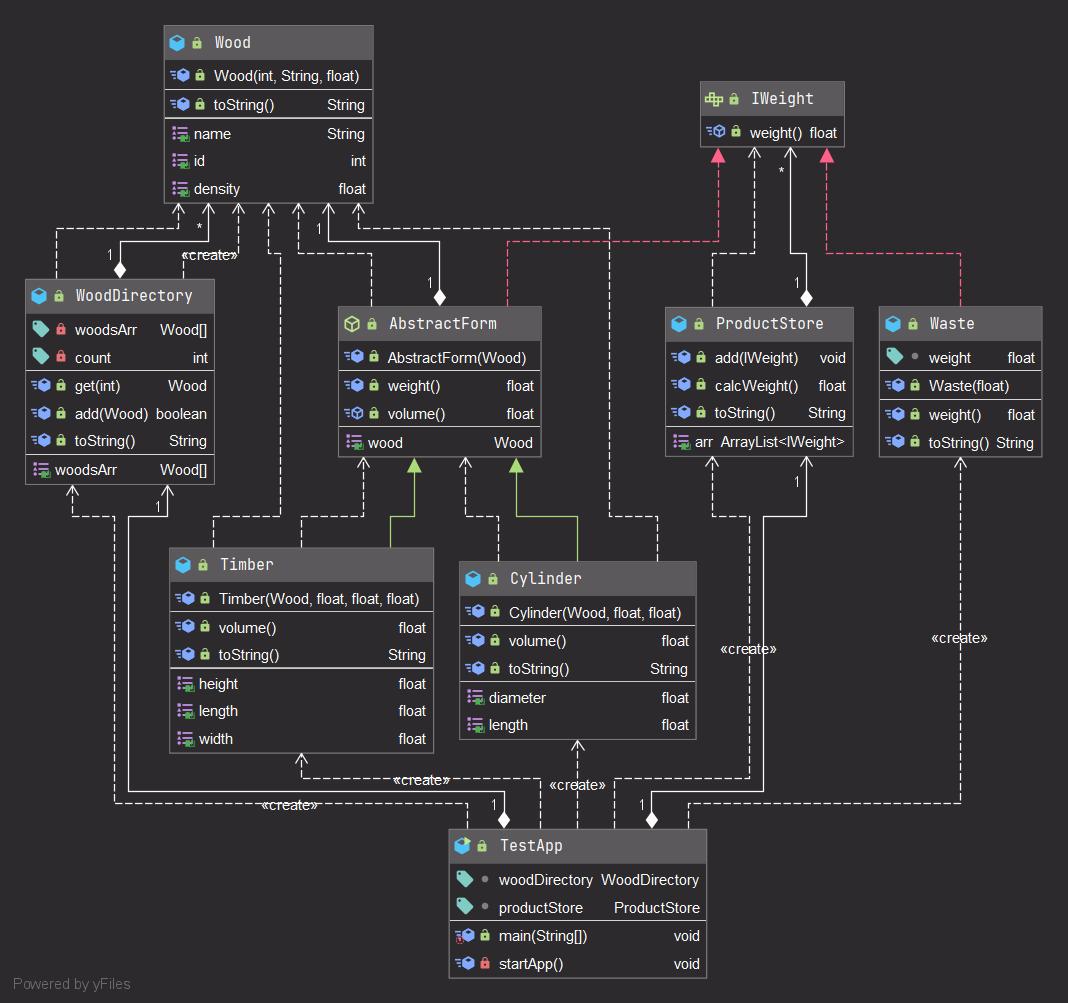 Wood
Wood(int, String, float)
toString() String
name String
id int
density float
IWeight
weight() float
*
*
1
1
1
1
1
«create»
WoodDirectory
woodsArr Wood[]
count int
get(int) Wood
add(Wood) boolean
toString() String
woodsArr Wood[]
AbstractForm
AbstractForm(Wood)
weight() float
volume() float
wood Wood
ProductStore
add(IWeight) void
calcWeight() float
toString() String
arr ArrayList<IWeight>
Waste
weight float
Waste(float)
weight() float
toString() String
1
Timber
Timber(Wood, float, float, float)
volume() float
toString() String
height float
length float
width float
Cylinder
Cylinder(Wood, float, float)
volume() float
toString() String
diameter float
length float
«create»
«create»
«create»
«create»
«create»
1
1
TestApp
woodDirectory WoodDirectory
productStore ProductStore
main(String[]) void
startApp() void
Powered by yFiles